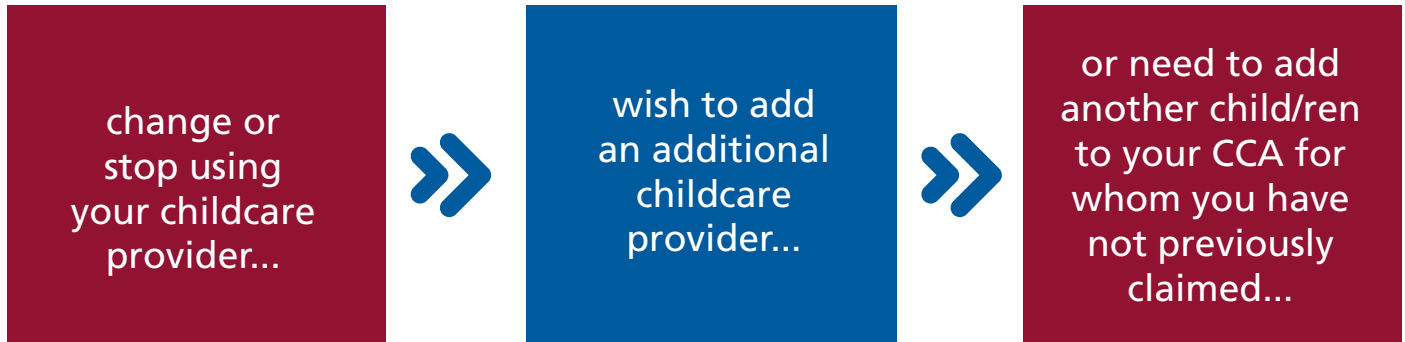 change or
stop using
your childcare
provider...
wish to add
an additional
childcare
provider...
or need to add
another child/ren
to your CCA for
whom you have
not previously
claimed...